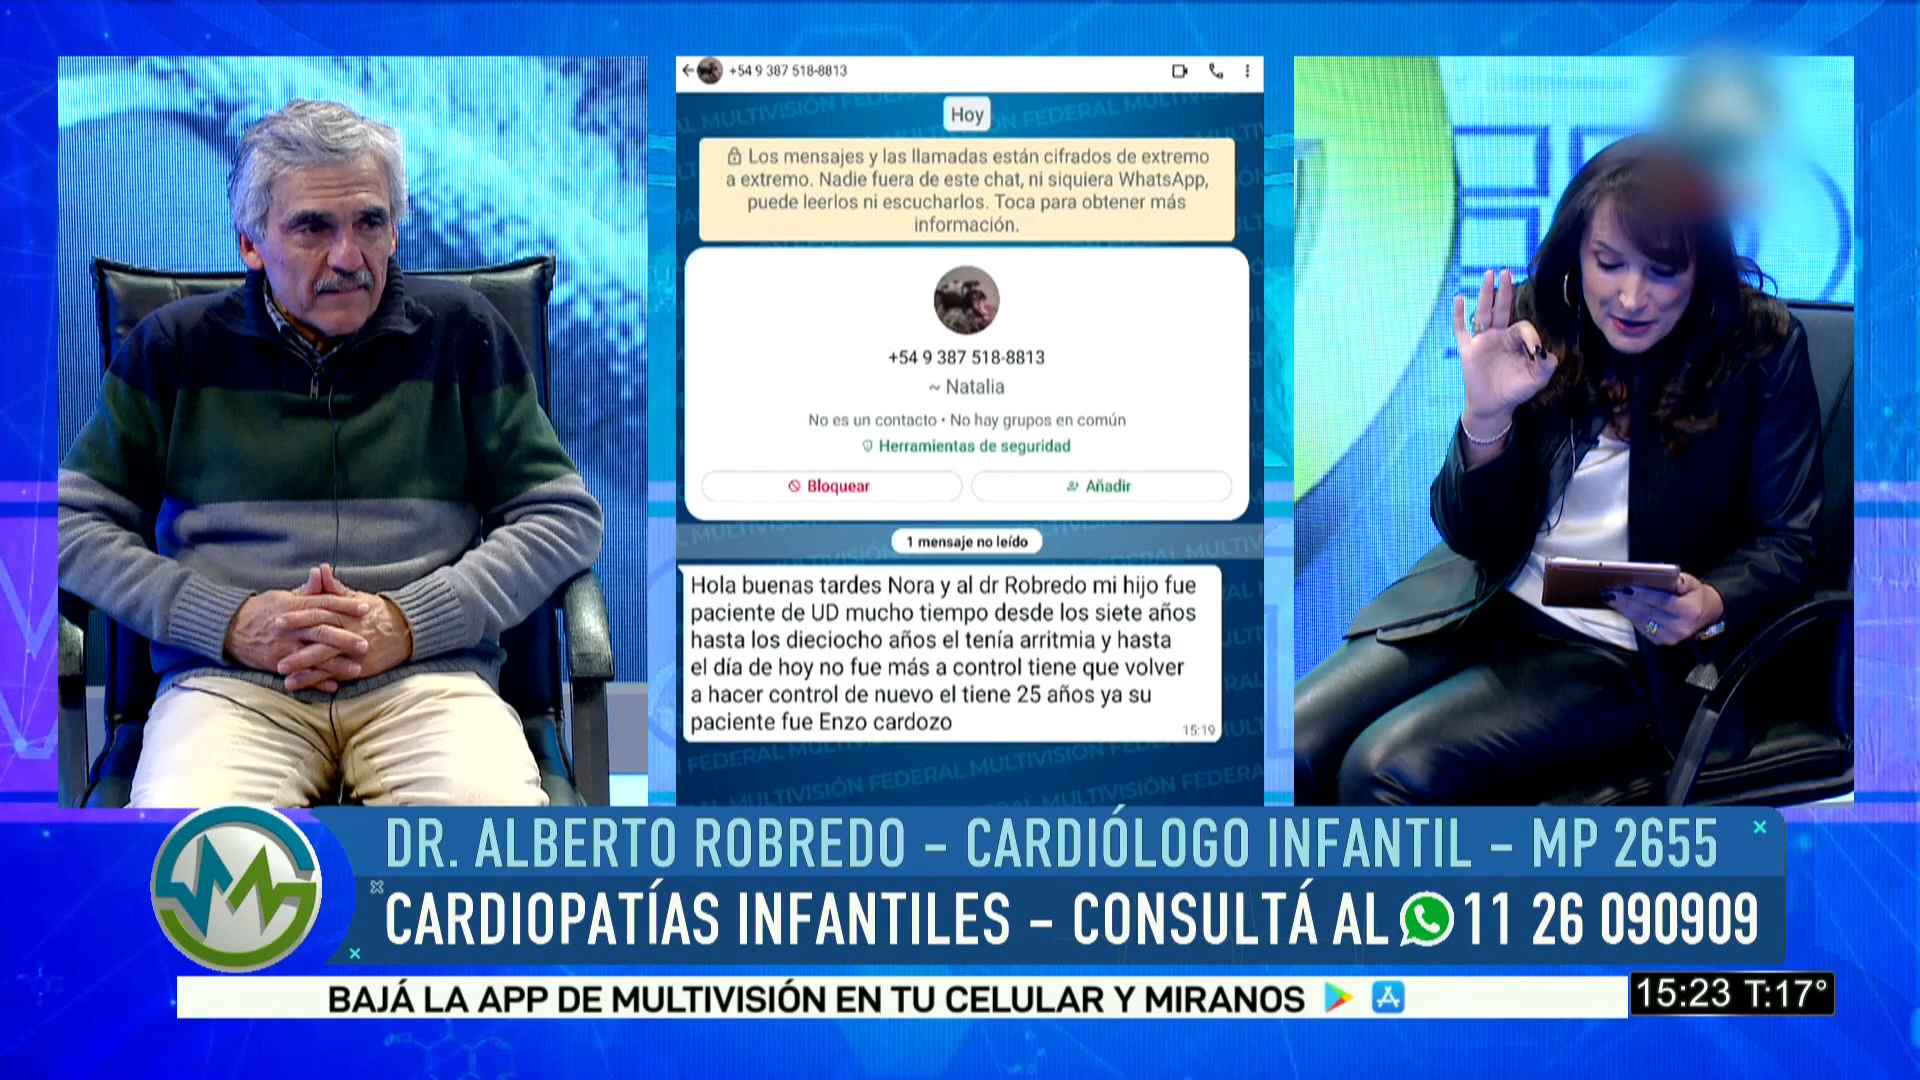 +54 9 387 518-8813
Hoy
Los mensajes y las llamadas están cifrados de extremo
a extremo. Nadie fuera de este chat, ni siquiera WhatsApp,
puede leerlos ni escucharlos. Toca para obtener más
información.
+54 9 387 518-8813
~ Natalia
No es un contacto • No hay grupos en común
Herramientas de seguridad
Bloquear
Añadir
1 mensaje no leído
Hola buenas tardes Nora y al dr Robredo mi hijo fue
paciente de UD mucho tiempo desde los siete años
hasta los dieciocho años el tenía arritmia y hasta
el día de hoy no fue más a control tiene que volver
a hacer control de nuevo el tiene 25 años ya su
paciente fue Enzo cardozo
15:19
MULTIVISIÓN FEDERAL
DR. ALBERTO ROBREDO – CARDIÓLOGO INFANTIL – MP 2655
CARDIOPATÍAS INFANTILES – CONSULTÁ AL 11 26 090909
BAJÁ LA APP DE MULTIVISIÓN EN TU CELULAR Y MIRANOS
15:23 T:17°